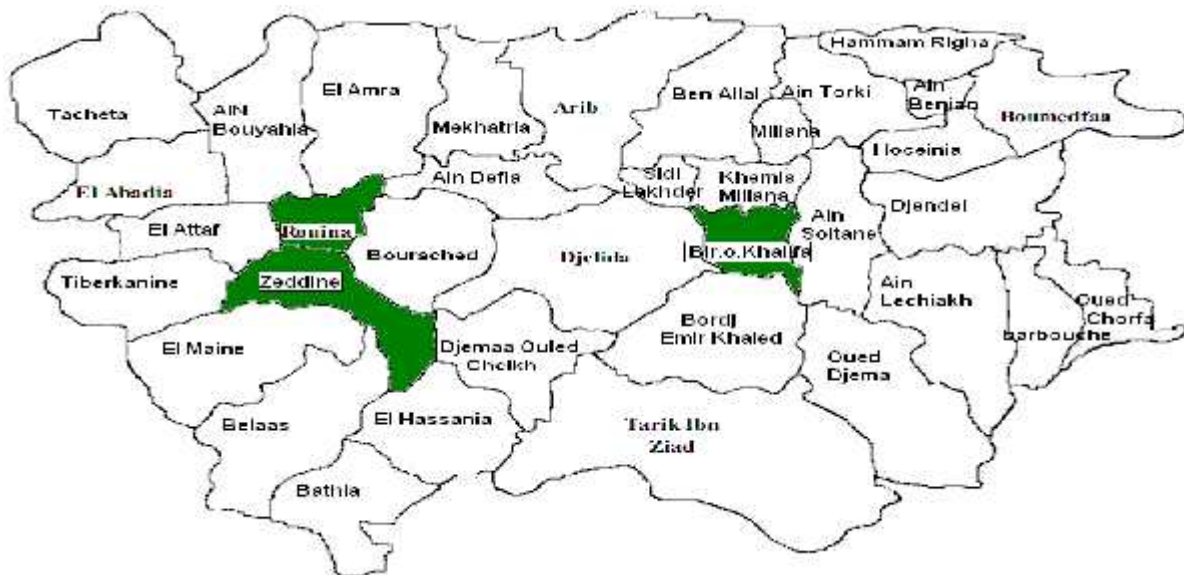 Hammam Righa
El Amra
Ben Allal
Ain Torki
Ain
Benian
Tacheta
AIN
Bouyahia
Mekhatria
Arib
Miliana
Boumedfaa
Hoceinia
El Abadia
Ain Defla
Sidi
Lakhder
Khemis
Miliana
Djendel
El Attaf
Rouina
Ain
Soltane
Bourached
Djelida
Bir.o.Khalifa
Tiberkanine
Zeddine
Ain
Lechiakh
Oued
Chorfa
Barbouche
El Maine
Djemaa Ouled
Cheikh
Bordj
Emir Khaled
Oued
Djema
Belaas
El Hassania
Tarik Ibn
Ziad
Bathia